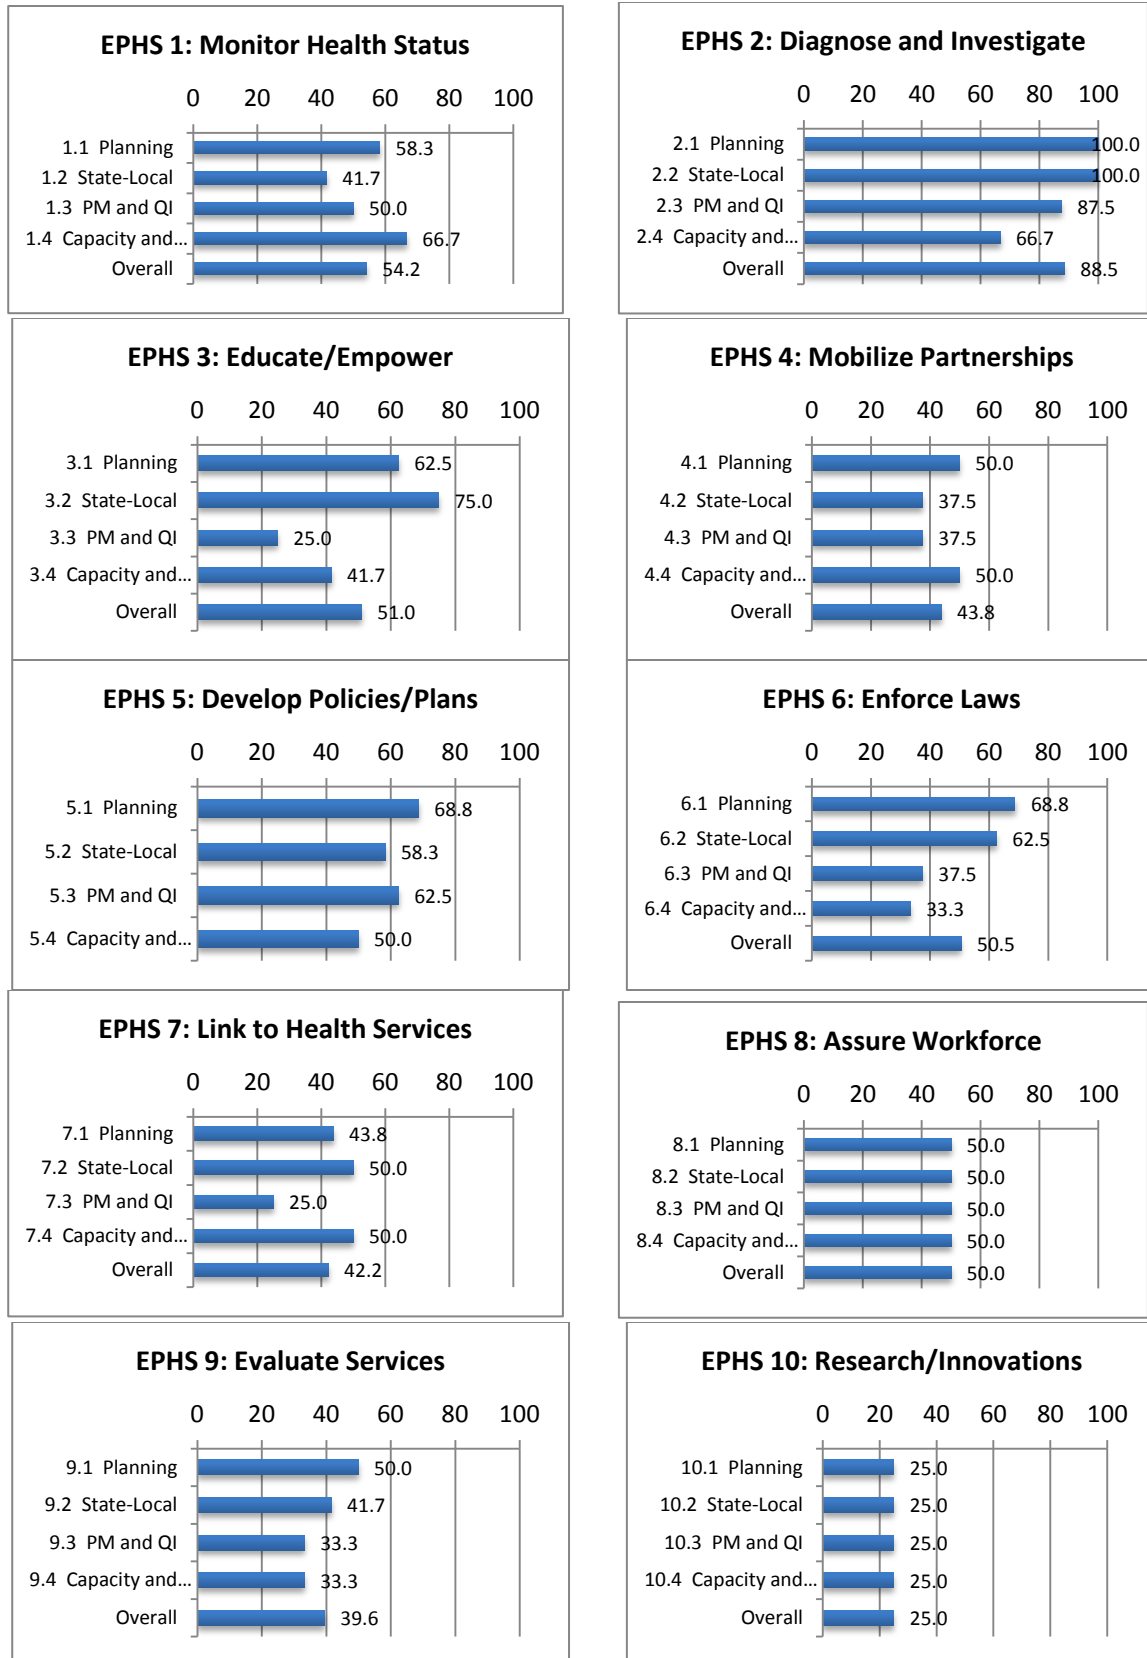 EPHS 1: Monitor Health Status
0 20 40 60 80 100
1.1 Planning 58.3
1.2 State-Local 41.7
1.3 PM and QI 50.0
1.4 Capacity and... 66.7
Overall 54.2
EPHS 2: Diagnose and Investigate
0 20 40 60 80 100
2.1 Planning 100.0
2.2 State-Local 100.0
2.3 PM and QI 87.5
2.4 Capacity and... 66.7
Overall 88.5
EPHS 3: Educate/Empower
0 20 40 60 80 100
3.1 Planning 62.5
3.2 State-Local 75.0
3.3 PM and QI 25.0
3.4 Capacity and... 41.7
Overall 51.0
EPHS 4: Mobilize Partnerships
0 20 40 60 80 100
4.1 Planning 50.0
4.2 State-Local 37.5
4.3 PM and QI 37.5
4.4 Capacity and... 50.0
Overall 43.8
EPHS 5: Develop Policies/Plans
0 20 40 60 80 100
5.1 Planning 68.8
5.2 State-Local 58.3
5.3 PM and QI 62.5
5.4 Capacity and... 50.0
EPHS 6: Enforce Laws
0 20 40 60 80 100
6.1 Planning 68.8
6.2 State-Local 62.5
6.3 PM and QI 37.5
6.4 Capacity and... 33.3
Overall 50.5
EPHS 7: Link to Health Services
0 20 40 60 80 100
7.1 Planning 43.8
7.2 State-Local 50.0
7.3 PM and QI 25.0
7.4 Capacity and... 50.0
Overall 42.2
EPHS 8: Assure Workforce
0 20 40 60 80 100
8.1 Planning 50.0
8.2 State-Local 50.0
8.3 PM and QI 50.0
8.4 Capacity and... 50.0
Overall 50.0
EPHS 9: Evaluate Services
0 20 40 60 80 100
9.1 Planning 50.0
9.2 State-Local 41.7
9.3 PM and QI 33.3
9.4 Capacity and... 33.3
Overall 39.6
EPHS 10: Research/Innovations
0 20 40 60 80 100
10.1 Planning 25.0
10.2 State-Local 25.0
10.3 PM and QI 25.0
10.4 Capacity and... 25.0
Overall 25.0